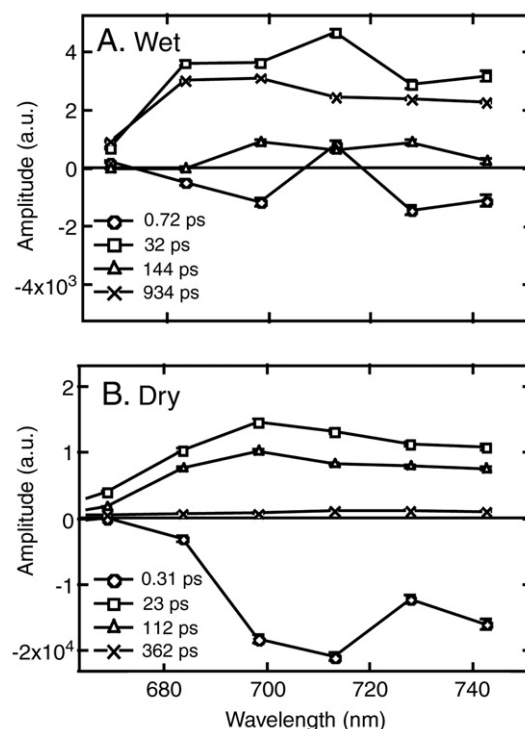 A. Wet
4
2
0
-2
-4x10³
Amplitude (a.u.)
0.72 ps
32 ps
144 ps
934 ps
B. Dry
2
1
0
-1
-2x10⁴
Amplitude (a.u.)
0.31 ps
23 ps
112 ps
362 ps
680 700 720 740
Wavelength (nm)